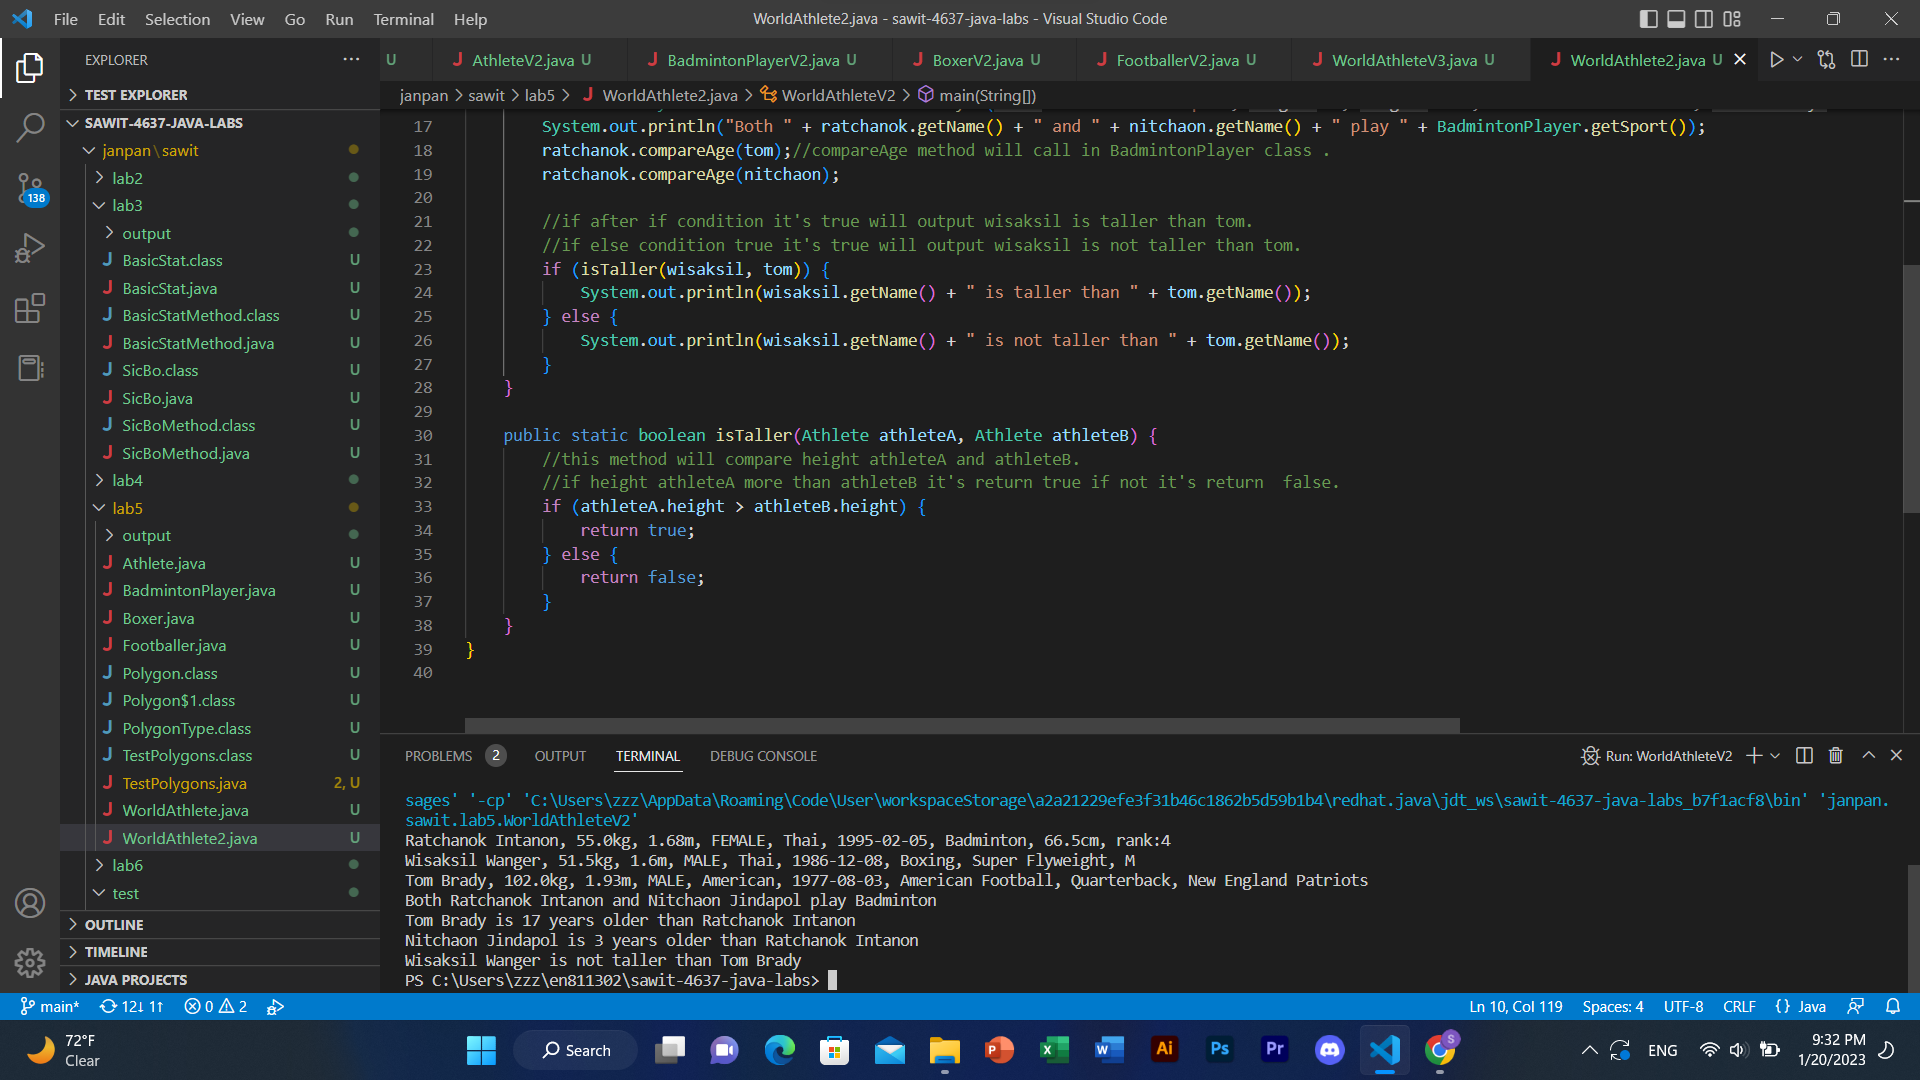 File Edit Selection View Go Run Terminal Help
WorldAthlete2.java - sawit-4637-java-labs - Visual Studio Code
EXPLORER
TEST EXPLORER
SAWIT-4637-JAVA-LABS
janpan\sawit
lab2
lab3
output
BasicStat.class U
BasicStat.java U
BasicStatMethod.class U
BasicStatMethod.java U
SicBo.class U
SicBo.java U
SicBoMethod.class U
SicBoMethod.java U
lab4
lab5
output
Athlete.java U
BadmintonPlayer.java U
Boxer.java U
Footballer.java U
Polygon.class U
Polygon$1.class U
PolygonType.class U
TestPolygons.class U
TestPolygons.java 2, U
WorldAthlete.java U
WorldAthlete2.java U
lab6
test
OUTLINE
TIMELINE
JAVA PROJECTS
138
U AthleteV2.java U BadmintonPlayerV2.java U BoxerV2.java U FootballerV2.java U WorldAthleteV3.java U WorldAthlete2.java U
janpan > sawit > lab5 > WorldAthlete2.java > WorldAthleteV2 > main(String[])
17 System.out.println("Both " + ratchanok.getName() + " and " + nitchaon.getName() + " play " + BadmintonPlayer.getSport());
18 ratchanok.compareAge(tom);//compareAge method will call in BadmintonPlayer class .
19 ratchanok.compareAge(nitchaon);
20
21 //if after if condition it's true will output wisaksil is taller than tom.
22 //if else condition true it's true will output wisaksil is not taller than tom.
23 if (isTaller(wisaksil, tom)) {
24 System.out.println(wisaksil.getName() + " is taller than " + tom.getName());
25 } else {
26 System.out.println(wisaksil.getName() + " is not taller than " + tom.getName());
27 }
28 }
29
30 public static boolean isTaller(Athlete athleteA, Athlete athleteB) {
31 //this method will compare height athleteA and athleteB.
32 //if height athleteA more than athleteB it's return true if not it's return  false.
33 if (athleteA.height > athleteB.height) {
34 return true;
35 } else {
36 return false;
37 }
38 }
39 }
40
PROBLEMS 2 OUTPUT TERMINAL DEBUG CONSOLE
Run: WorldAthleteV2
sages' '-cp' 'C:\Users\zzz\AppData\Roaming\Code\User\workspaceStorage\a2a21229efe3f31b46c1862b5d59b1b4\redhat.java\jdt_ws\sawit-4637-java-labs_b7f1acf8\bin' 'janpan.
sawit.lab5.WorldAthleteV2'
Ratchanok Intanon, 55.0kg, 1.68m, FEMALE, Thai, 1995-02-05, Badminton, 66.5cm, rank:4
Wisaksil Wanger, 51.5kg, 1.6m, MALE, Thai, 1986-12-08, Boxing, Super Flyweight, M
Tom Brady, 102.0kg, 1.93m, MALE, American, 1977-08-03, American Football, Quarterback, New England Patriots
Both Ratchanok Intanon and Nitchaon Jindapol play Badminton
Tom Brady is 17 years older than Ratchanok Intanon
Nitchaon Jindapol is 3 years older than Ratchanok Intanon
Wisaksil Wanger is not taller than Tom Brady
PS C:\Users\zzz\en811302\sawit-4637-java-labs>
main* 12↓ 1↑ 0 2
Ln 10, Col 119 Spaces: 4 UTF-8 CRLF {} Java
72°F
Clear
Search
Ai Ps Pr
ENG
9:32 PM
1/20/2023